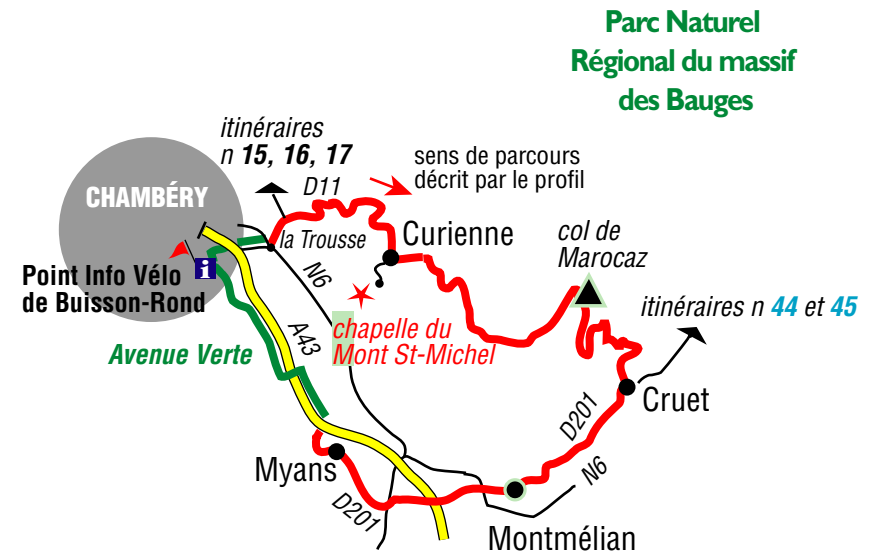 Parc Naturel
Régional du massif
des Bauges
itinéraires
n 15, 16, 17
sens de parcours
décrit par le profil
D11
CHAMBÉRY
la Trousse
Curienne
col de
Marocaz
Point Info Vélo
de Buisson-Rond
i
N6
itinéraires n 44 et 45
A43
chapelle du
Mont St-Michel
Avenue Verte
Cruet
D201
Myans
N6
D201
Montmélian